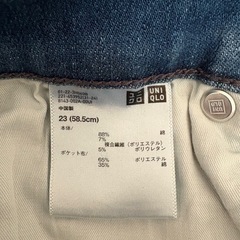 UNI
QLO
中国製
23 (58.5cm)
本体/
88% 綿
7% 複合繊維（ポリエステル）
5% ポリウレタン
ポケット布/
65% ポリエステル
35% 綿